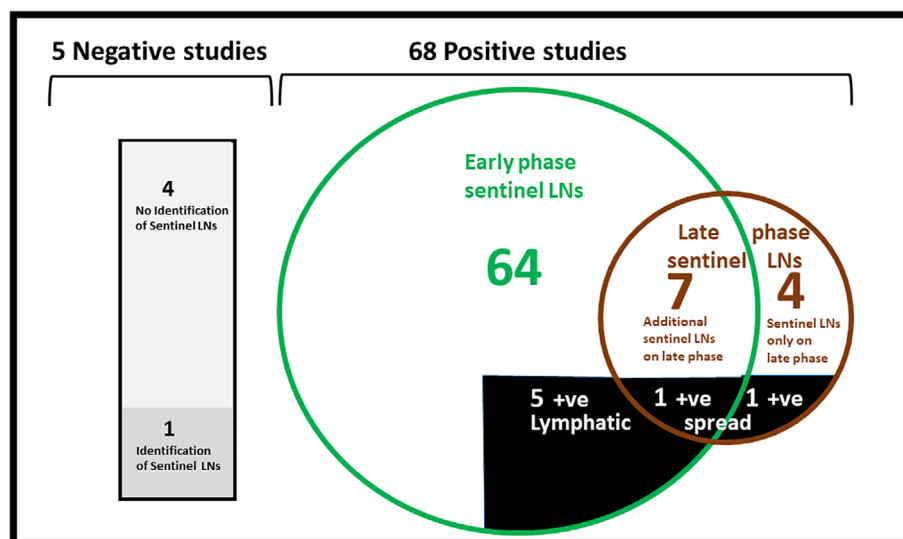 5 Negative studies
68 Positive studies
4
No Identification
of Sentinel LNs
1
Identification
of Sentinel LNs
Early phase
sentinel LNs
64
Late phase
sentinel LNs
7
Additional
sentinel LNs
on late phase
4
Sentinel LNs
only on
late phase
5 +ve 1 +ve 1 +ve
Lymphatic spread